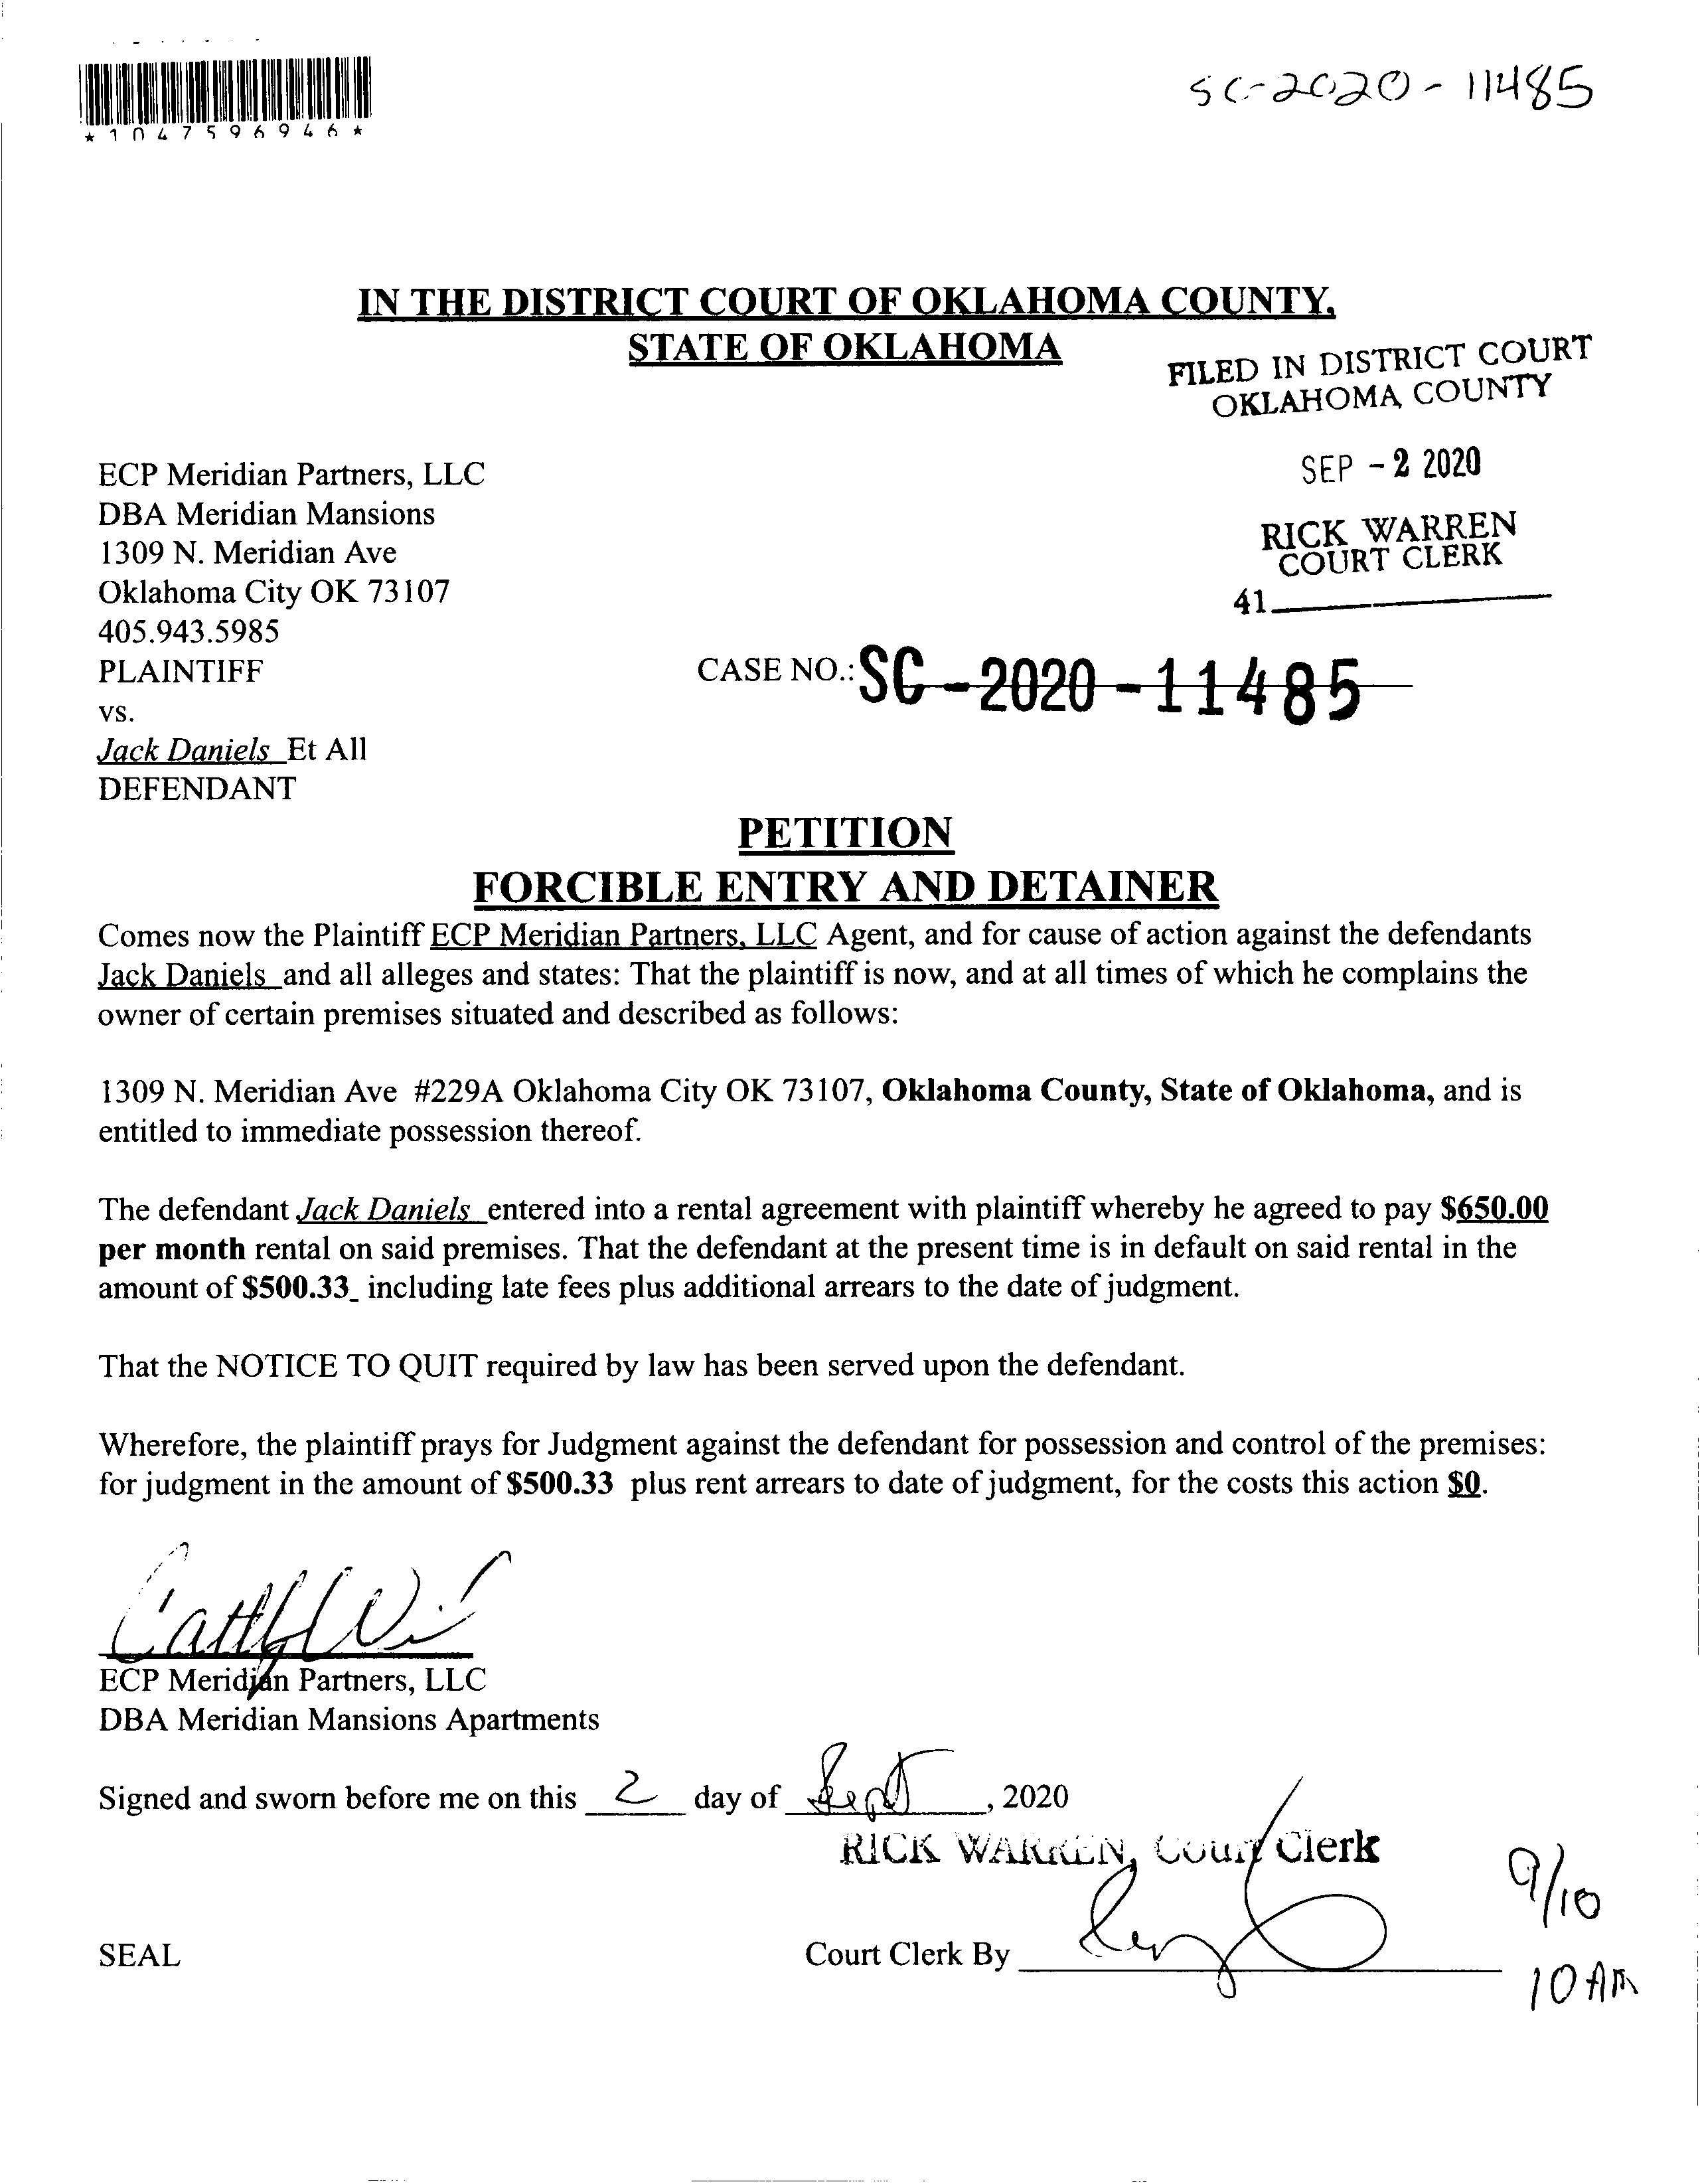 *1047596946*
SC-2020-11485
IN THE DISTRICT COURT OF OKLAHOMA COUNTY,
STATE OF OKLAHOMA
FILED IN DISTRICT COURT
OKLAHOMA COUNTY
SEP - 2 2020
RICK WARREN
COURT CLERK
41
ECP Meridian Partners, LLC
DBA Meridian Mansions
1309 N. Meridian Ave
Oklahoma City OK 73107
405.943.5985
PLAINTIFF
CASE NO.: SC - 2020 - 11485
vs.
Jack Daniels Et All
DEFENDANT
PETITION
FORCIBLE ENTRY AND DETAINER
Comes now the Plaintiff ECP Meridian Partners, LLC Agent, and for cause of action against the defendants
Jack Daniels and all alleges and states: That the plaintiff is now, and at all times of which he complains the
owner of certain premises situated and described as follows:
1309 N. Meridian Ave #229A Oklahoma City OK 73107, Oklahoma County, State of Oklahoma, and is
entitled to immediate possession thereof.
The defendant Jack Daniels entered into a rental agreement with plaintiff whereby he agreed to pay $650.00
per month rental on said premises. That the defendant at the present time is in default on said rental in the
amount of $500.33_ including late fees plus additional arrears to the date of judgment.
That the NOTICE TO QUIT required by law has been served upon the defendant.
Wherefore, the plaintiff prays for Judgment against the defendant for possession and control of the premises:
for judgment in the amount of $500.33 plus rent arrears to date of judgment, for the costs this action $0.
ECP Meridian Partners, LLC
DBA Meridian Mansions Apartments
Signed and sworn before me on this 2 day of Sept, 2020
RICK WARREN, Court Clerk
9/10
SEAL
Court Clerk By
10 AM